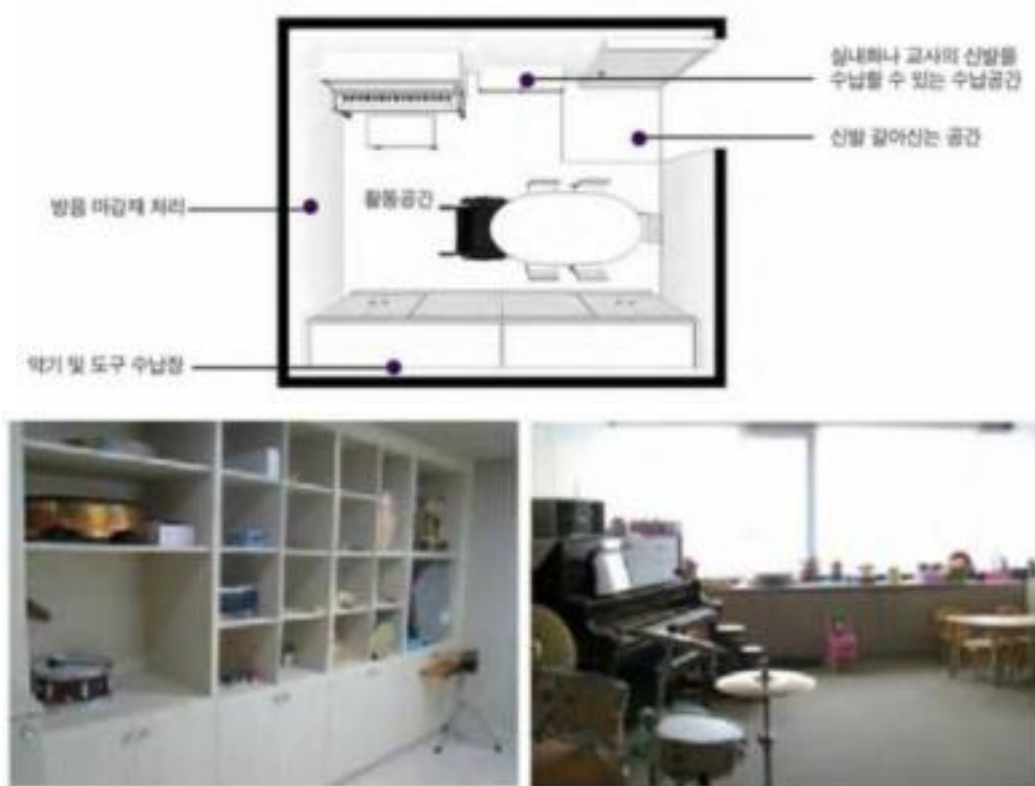 실내화나 교사의 신발을
수납할 수 있는 수납공간
신발 갈아신는 공간
활동공간
방음 마감재 처리
악기 및 도구 수납장